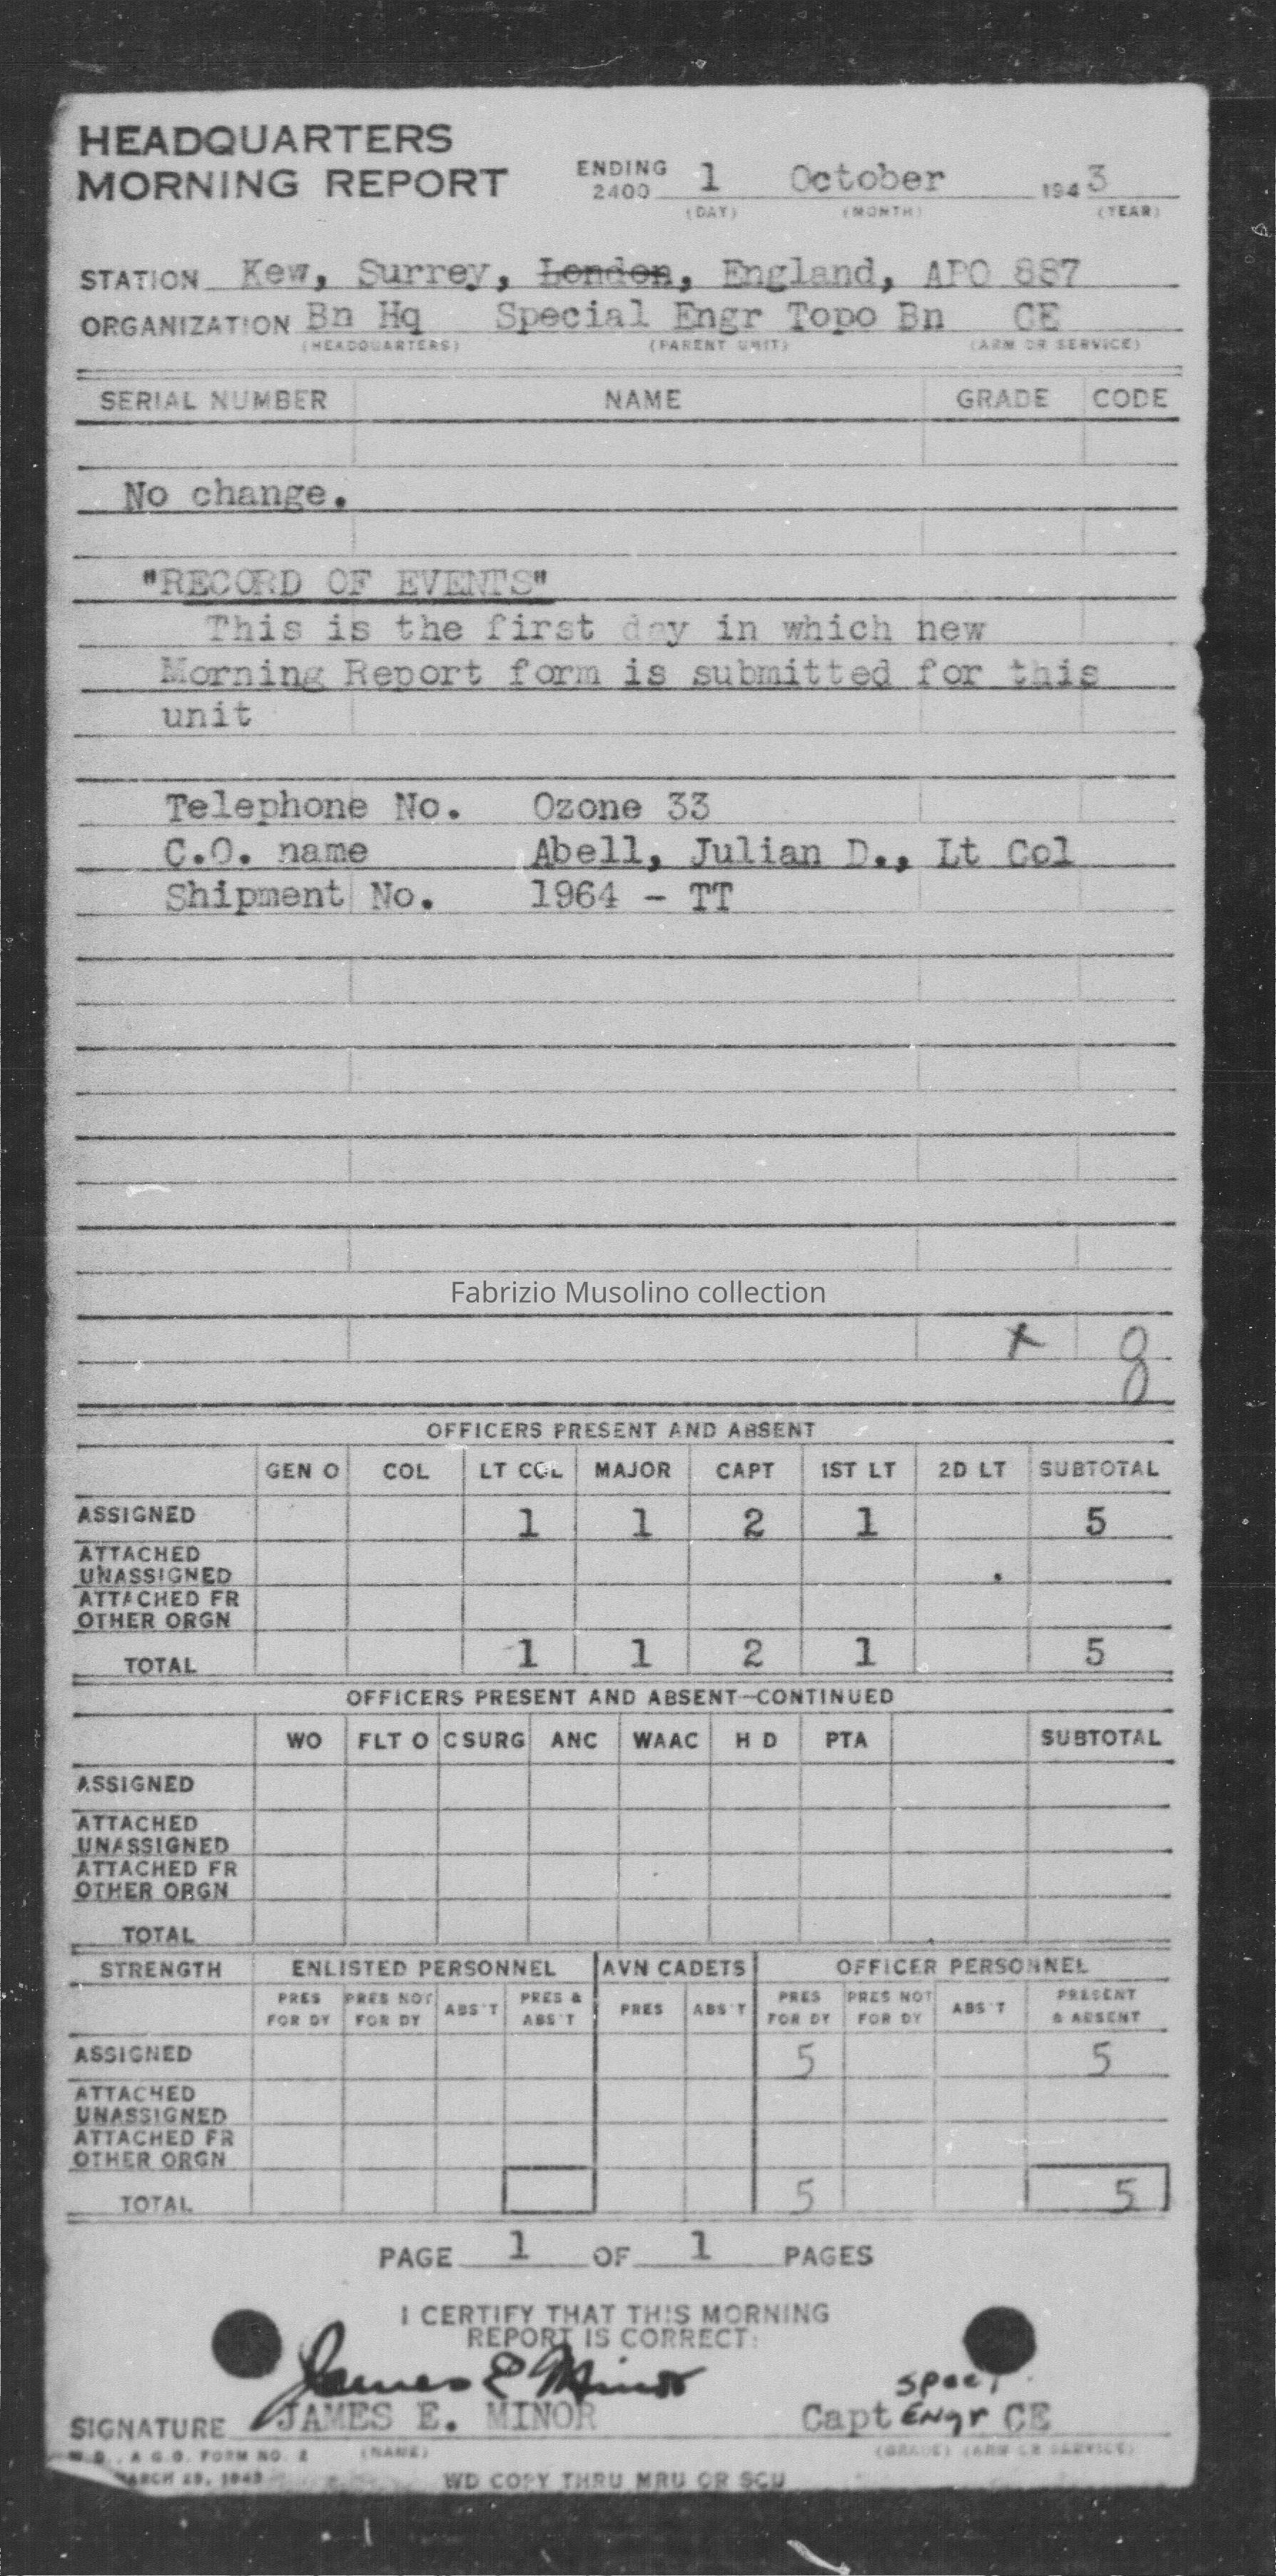 HEADQUARTERS
MORNING REPORT
ENDING 2400 1 October 1943
(DAY) (MONTH) (YEAR)
STATION Kew, Surrey, London, England, APO 887
ORGANIZATION Bn Hq Special Engr Topo Bn CE
(HEADQUARTERS) (PARENT UNIT) (ARM OR SERVICE)
SERIAL NUMBER NAME GRADE CODE
No change.
"RECORD OF EVENTS"
This is the first day in which new
Morning Report form is submitted for this
unit
Telephone No. Ozone 33
C.O. name Abell, Julian D., Lt Col
Shipment No. 1964 - TT
Fabrizio Musolino collection
x 8
OFFICERS PRESENT AND ABSENT
GEN O COL LT COL MAJOR CAPT 1ST LT 2D LT SUBTOTAL
ASSIGNED 1 1 2 1 5
ATTACHED
UNASSIGNED
ATTACHED FR
OTHER ORGN
TOTAL 1 1 2 1 5
OFFICERS PRESENT AND ABSENT—CONTINUED
WO FLT O CSURG ANC WAAC H D PTA SUBTOTAL
ASSIGNED
ATTACHED
UNASSIGNED
ATTACHED FR
OTHER ORGN
TOTAL
STRENGTH ENLISTED PERSONNEL AVN CADETS OFFICER PERSONNEL
PRES FOR DY PRES NOT FOR DY ABS'T PRES & ABS'T PRES ABS'T PRES FOR DY PRES NOT FOR DY ABS'T PRESENT & ABSENT
ASSIGNED 5 5
ATTACHED
UNASSIGNED
ATTACHED FR
OTHER ORGN
TOTAL 5 5
PAGE 1 OF 1 PAGES
I CERTIFY THAT THIS MORNING
REPORT IS CORRECT:
James E Minor
Spec
SIGNATURE JAMES E. MINOR Capt Engr CE
W.D., A.G.O. FORM NO. 2 (NAME) (GRADE) (ARM OR SERVICE)
MARCH 29, 1943 WD COPY THRU MRU OR SCU